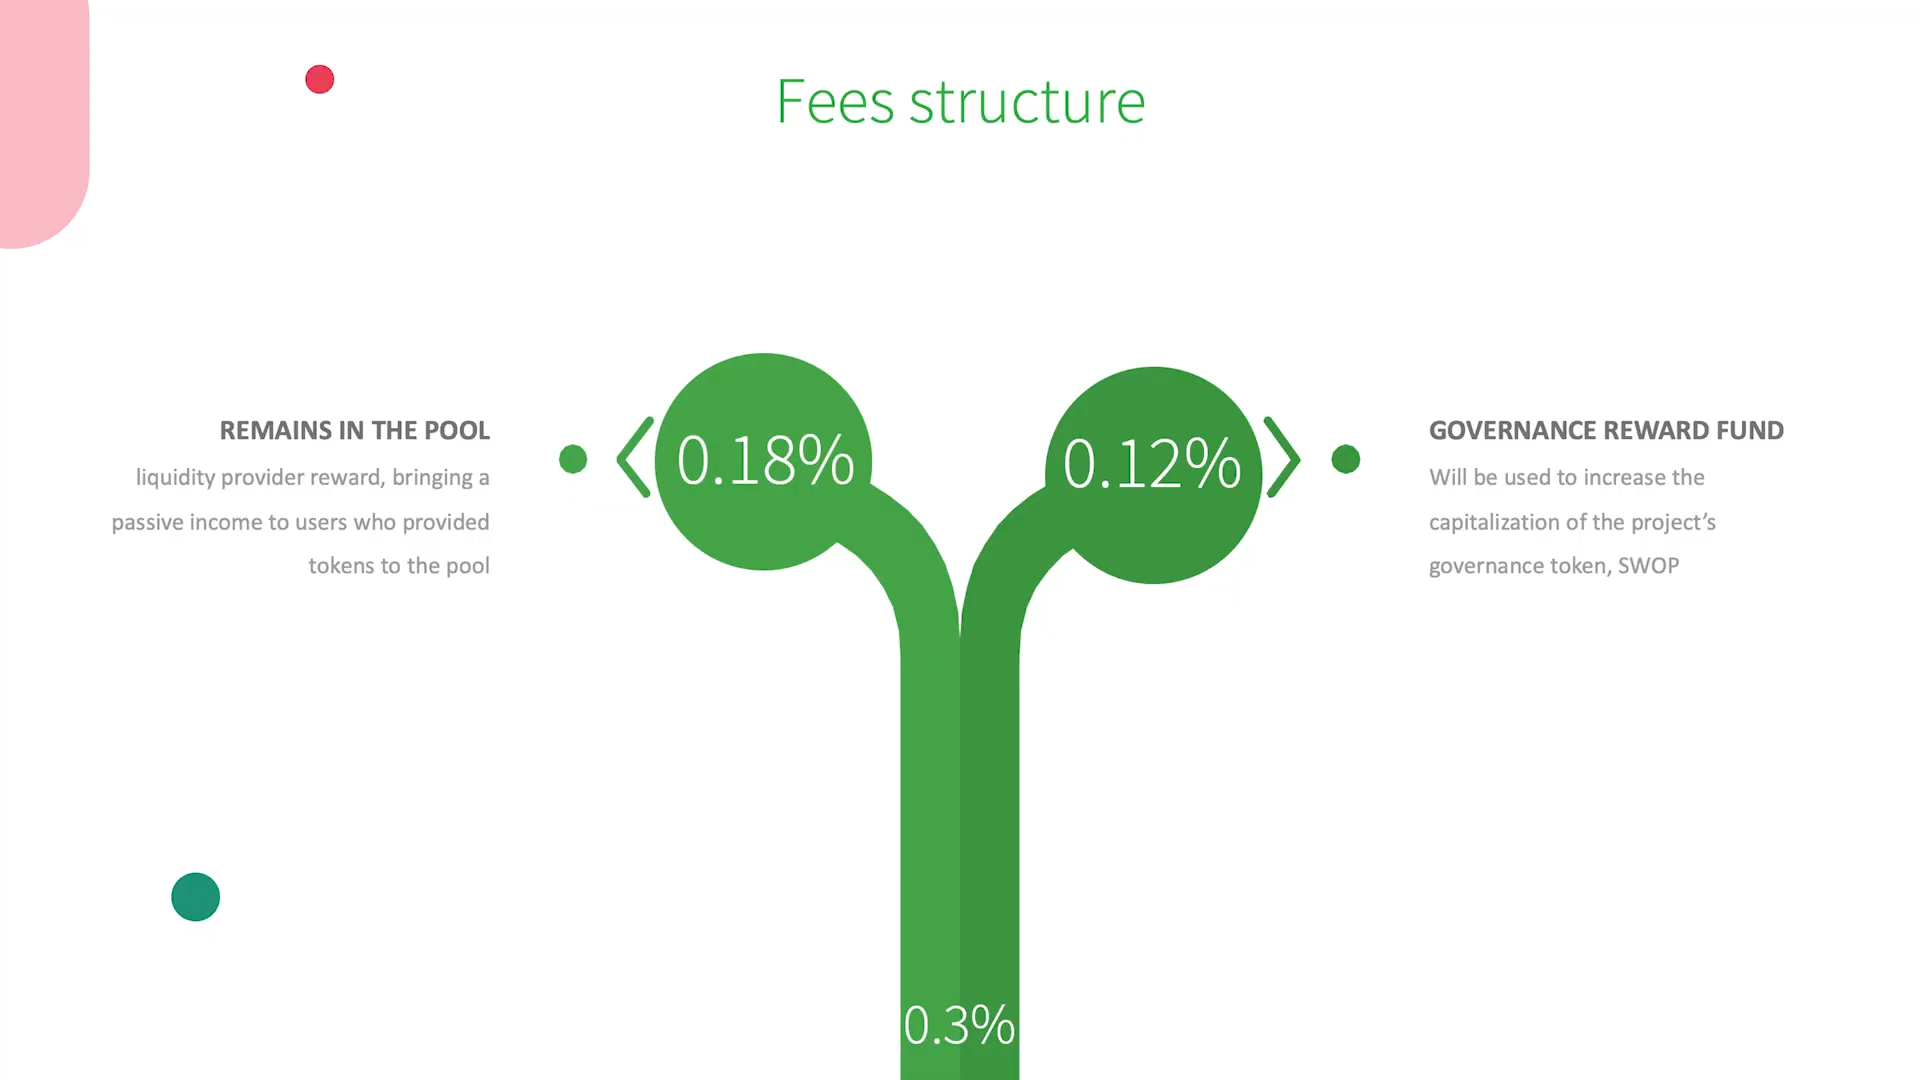 Fees structure
REMAINS IN THE POOL
liquidity provider reward, bringing a
passive income to users who provided
tokens to the pool
0.18%
0.12%
GOVERNANCE REWARD FUND
Will be used to increase the
capitalization of the project’s
governance token, SWOP
0.3%